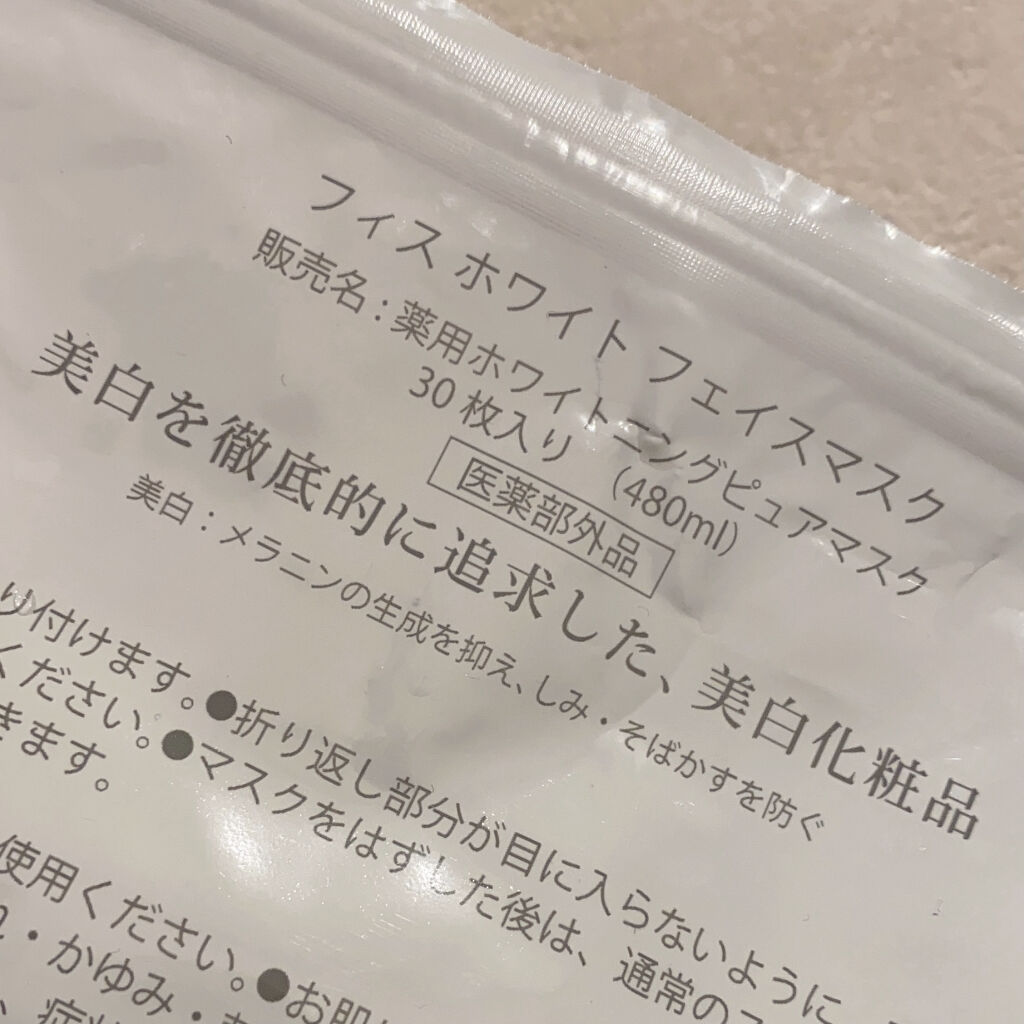 フィス ホワイト フェイスマスク
販売名：薬用ホワイトニングピュアマスク
30 枚入り （480ml）
医薬部外品
美白を徹底的に追求した、美白化粧品
美白：メラニンの生成を抑え、しみ・そばかすを防ぐ
り付けます。●折り返し部分が目に入らないように
ください。●マスクをはずした後は、通常の
きます。
使用ください。●お肌
・かゆみ・
、症状